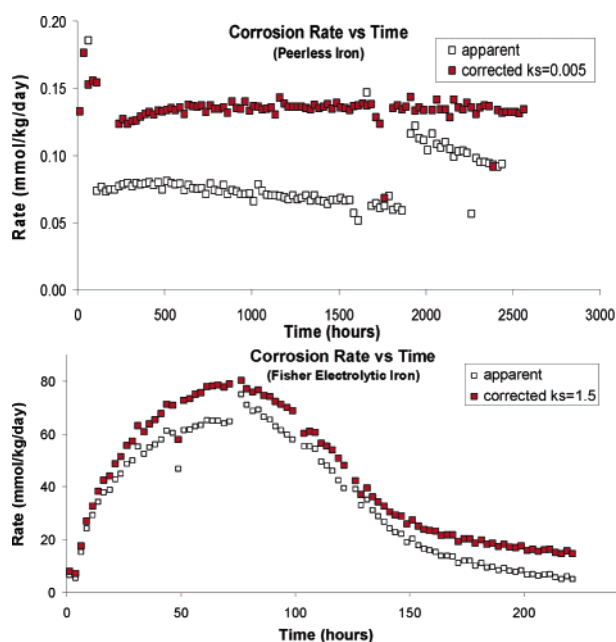 Corrosion Rate vs Time
(Peerless Iron)
apparent
corrected ks=0.005
Rate (mmol/kg/day)
0.20
0.15
0.10
0.05
0.00
0
500
1000
1500
2000
2500
3000
Time (hours)
Corrosion Rate vs Time
(Fisher Electrolytic Iron)
apparent
corrected ks=1.5
Rate (mmol/kg/day)
80
60
40
20
0
0
50
100
150
200
Time (hours)